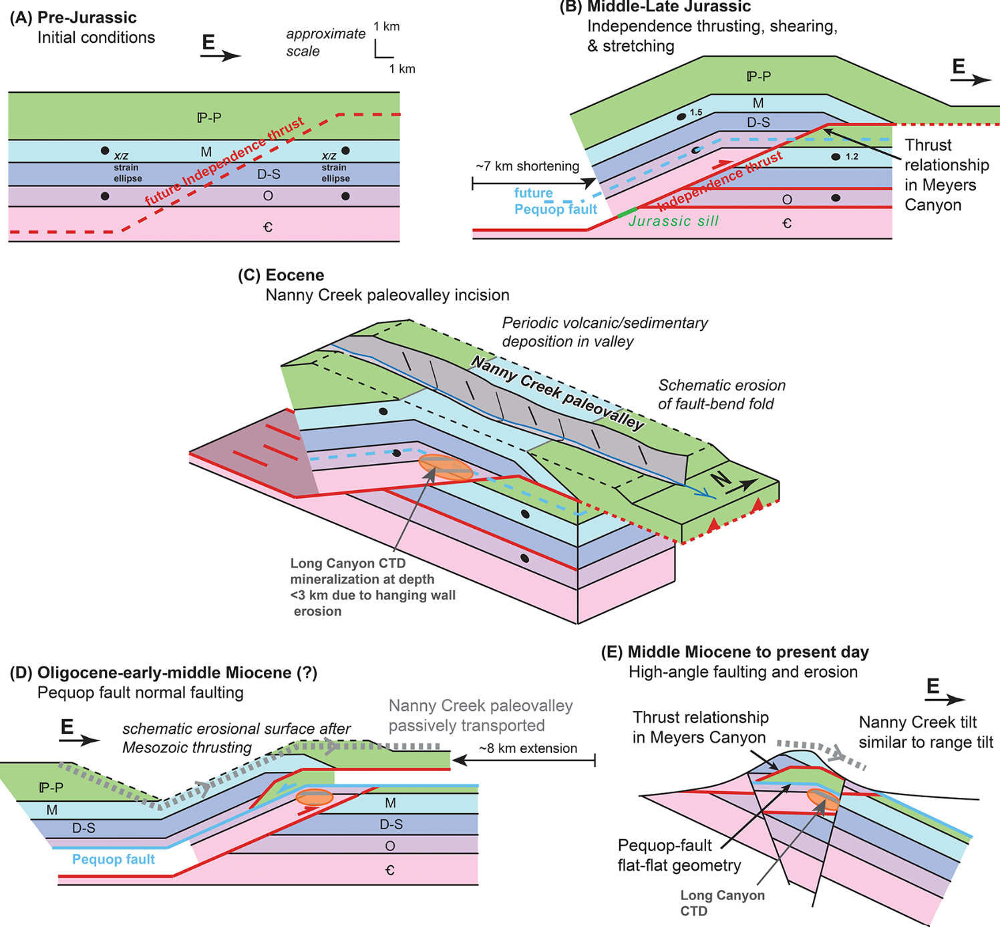 (A) Pre-Jurassic
Initial conditions
E
approximate
scale
1 km
1 km
ℙ-P
M
D-S
O
Є
x/z
strain
ellipse
x/z
strain
ellipse
future Independence thrust
(B) Middle-Late Jurassic
Independence thrusting, shearing,
& stretching
E
ℙ-P
M
D-S
1.5
1.2
O
Є
~7 km shortening
future
Pequop fault
Independence thrust
Jurassic sill
Thrust
relationship
in Meyers
Canyon
(C) Eocene
Nanny Creek paleovalley incision
Periodic volcanic/sedimentary
deposition in valley
Nanny Creek paleovalley
Schematic erosion
of fault-bend fold
N
Long Canyon CTD
mineralization at depth
<3 km due to hanging wall
erosion
(D) Oligocene-early-middle Miocene (?)
Pequop fault normal faulting
E
schematic erosional surface after
Mesozoic thrusting
Nanny Creek paleovalley
passively transported
~8 km extension
ℙ-P
M
D-S
Pequop fault
M
D-S
O
Є
(E) Middle Miocene to present day
High-angle faulting and erosion
E
Thrust relationship
in Meyers Canyon
Nanny Creek tilt
similar to range tilt
Pequop-fault
flat-flat geometry
Long Canyon
CTD